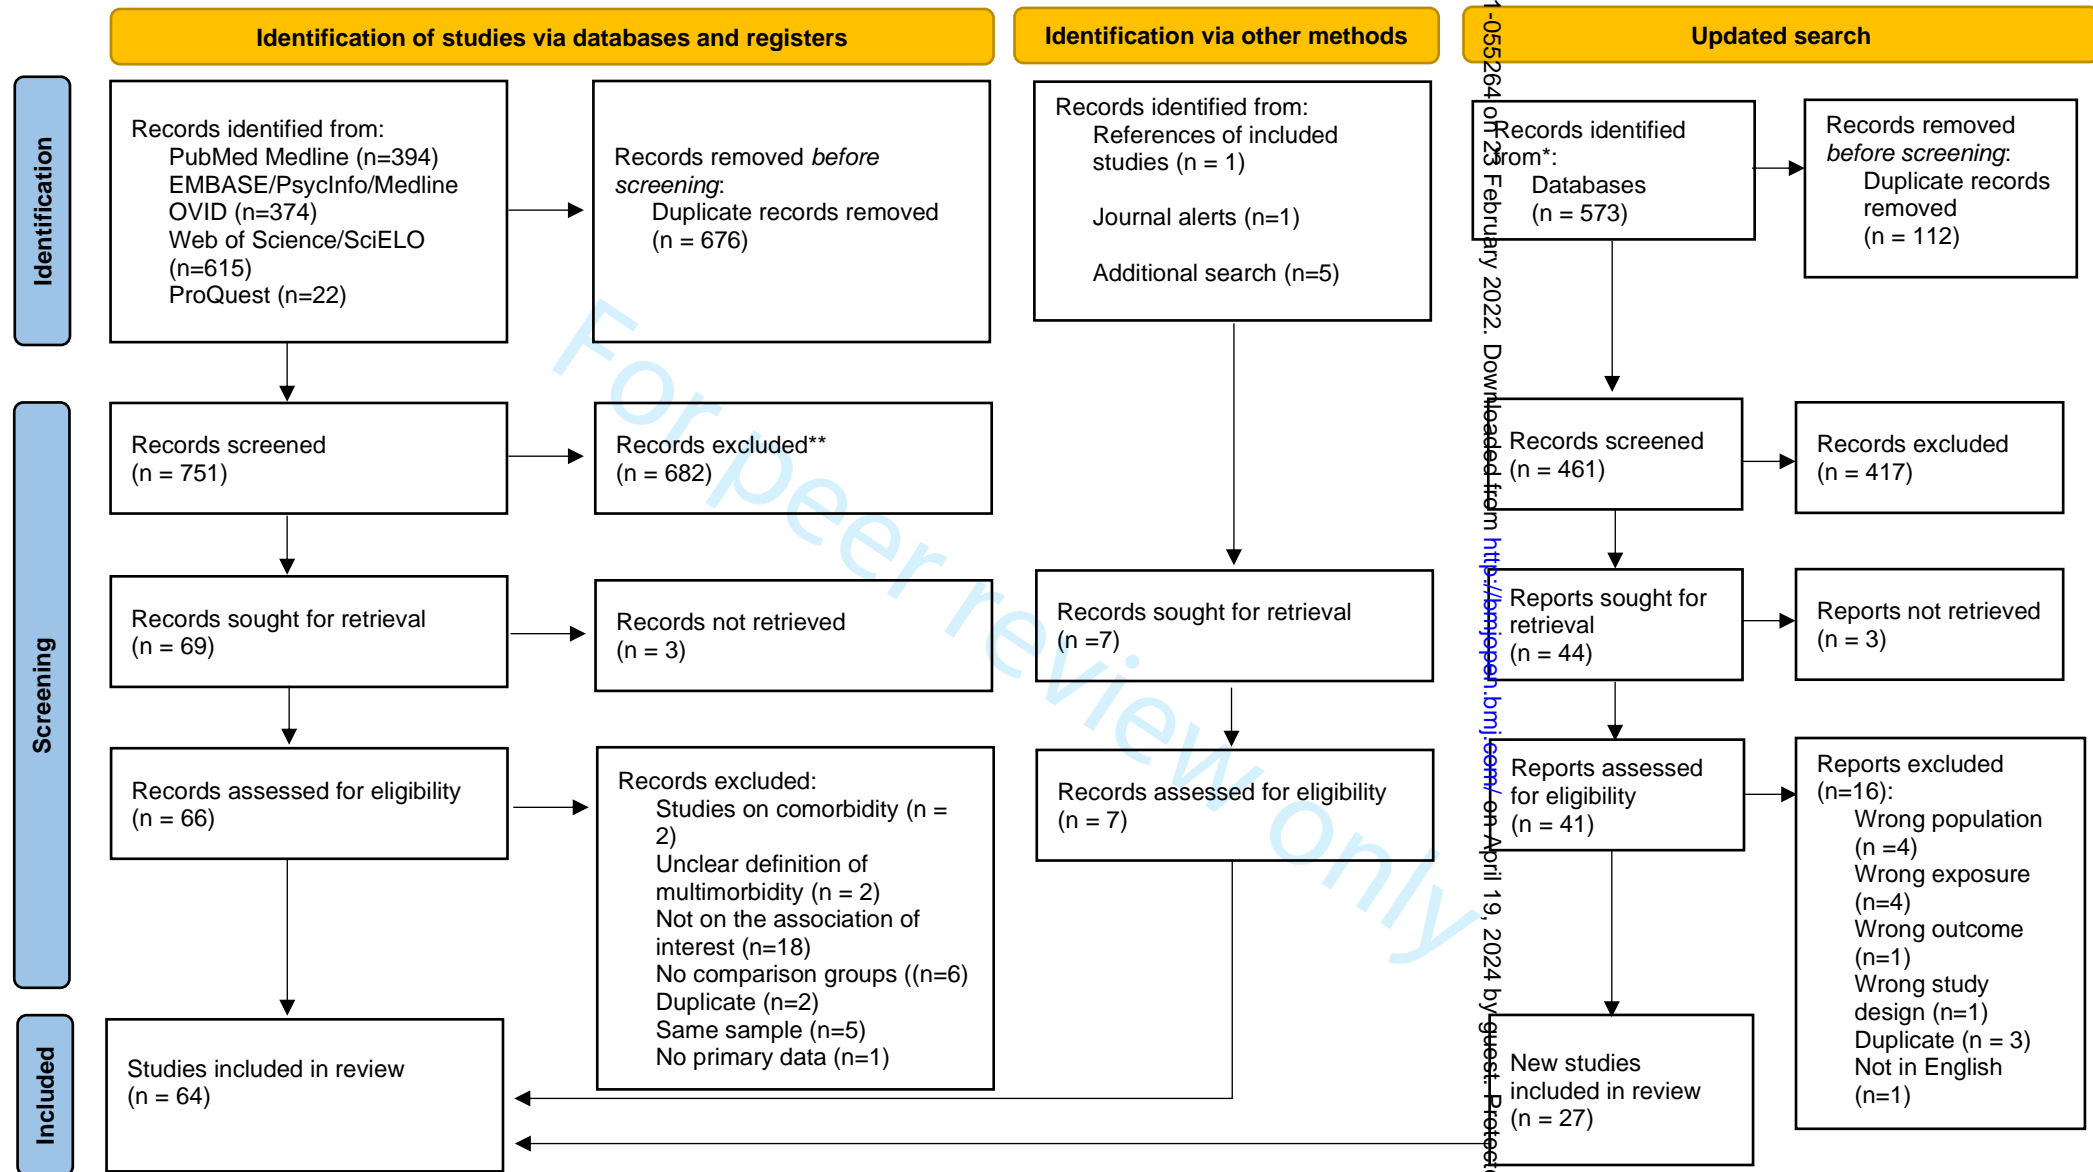 Identification of studies via databases and registers
Identification via other methods
Updated search
Identification
Records identified from:
PubMed Medline (n=394)
EMBASE/PsycInfo/Medline
OVID (n=374)
Web of Science/SciELO
(n=615)
ProQuest (n=22)
Records removed before
screening:
Duplicate records removed
(n = 676)
Records identified from:
References of included
studies (n = 1)
Journal alerts (n=1)
Additional search (n=5)
Records identified
from*:
Databases
(n = 573)
Records removed
before screening:
Duplicate records
removed
(n = 112)
Screening
Records screened
(n = 751)
Records excluded**
(n = 682)
Records screened
(n = 461)
Records excluded
(n = 417)
Records sought for retrieval
(n = 69)
Records not retrieved
(n = 3)
Records sought for retrieval
(n =7)
Reports sought for
retrieval
(n = 44)
Reports not retrieved
(n = 3)
Records assessed for eligibility
(n = 66)
Records excluded:
Studies on comorbidity (n =
2)
Unclear definition of
multimorbidity (n = 2)
Not on the association of
interest (n=18)
No comparison groups ((n=6)
Duplicate (n=2)
Same sample (n=5)
No primary data (n=1)
Records assessed for eligibility
(n = 7)
Reports assessed
for eligibility
(n = 41)
Reports excluded
(n=16):
Wrong population
(n =4)
Wrong exposure
(n=4)
Wrong outcome
(n=1)
Wrong study
design (n=1)
Duplicate (n = 3)
Not in English
(n=1)
Included
Studies included in review
(n = 64)
New studies
included in review
(n = 27)
For peer review only
1-055264 on 23 February 2022. Downloaded from http://bmjopen.bmj.com/ on April 19, 2024 by guest. Protecte